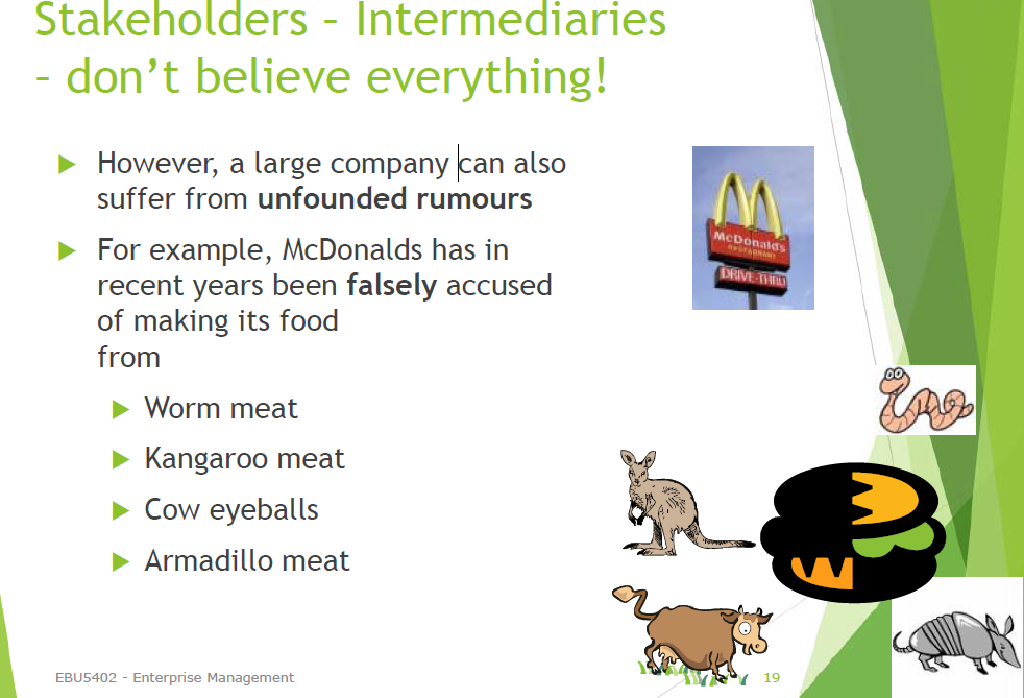 Stakeholders – Intermediaries
– don’t believe everything!
However, a large company can also
suffer from unfounded rumours
For example, McDonalds has in
recent years been falsely accused
of making its food
from
Worm meat
Kangaroo meat
Cow eyeballs
Armadillo meat
McDonald's
RESTAURANT
DRIVE-THRU
EBU5402 - Enterprise Management
19